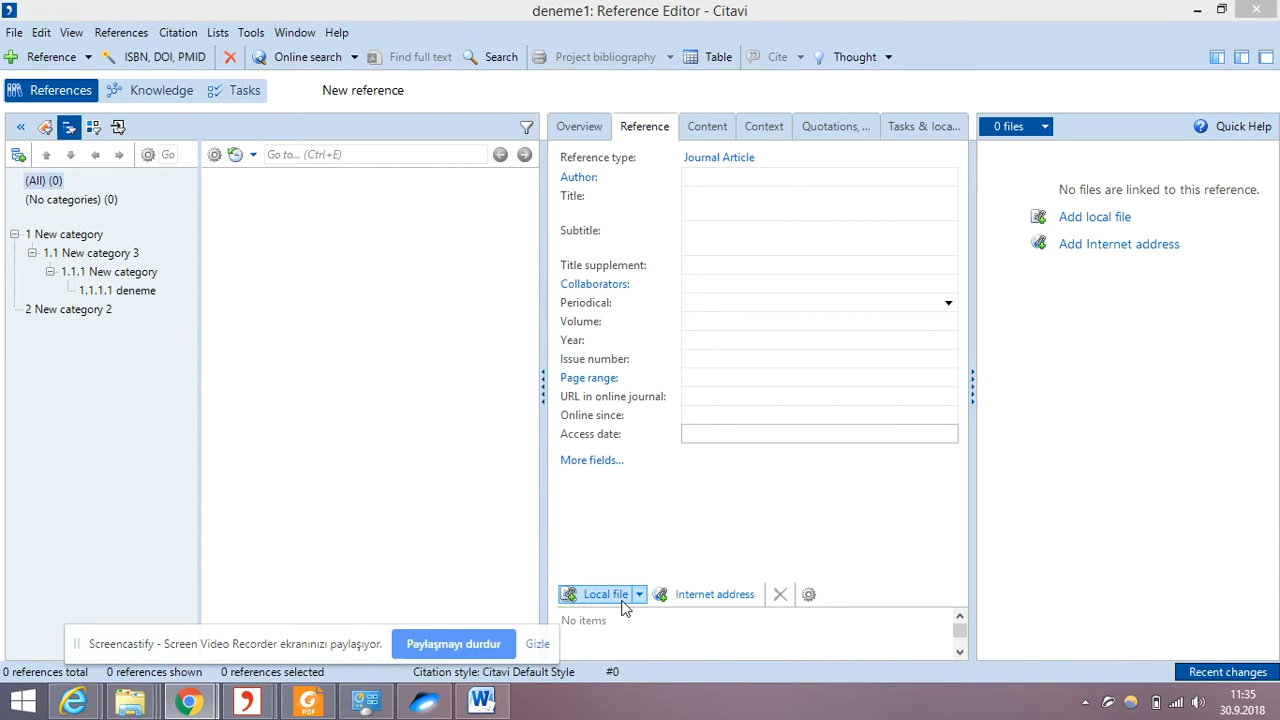 deneme1: Reference Editor - Citavi
File Edit View References Citation Lists Tools Window Help
Reference ISBN, DOI, PMID Online search Find full text Search Project bibliography Table Cite Thought
References Knowledge Tasks New reference
Overview Reference Content Context Quotations, ... Tasks & loca... 0 files Quick Help
Go Go to... (Ctrl+E)
(All) (0)
(No categories) (0)
1 New category
1.1 New category 3
1.1.1 New category
1.1.1.1 deneme
2 New category 2
Reference type: Journal Article
Author:
Title:
Subtitle:
Title supplement:
Collaborators:
Periodical:
Volume:
Year:
Issue number:
Page range:
URL in online journal:
Online since:
Access date:
More fields...
No files are linked to this reference.
Add local file
Add Internet address
Local file Internet address
No items
Screencastify - Screen Video Recorder ekranınızı paylaşıyor. Paylaşmayı durdur Gizle
0 references total 0 references shown 0 references selected Citation style: Citavi Default Style #0 Recent changes
11:35
30.9.2018